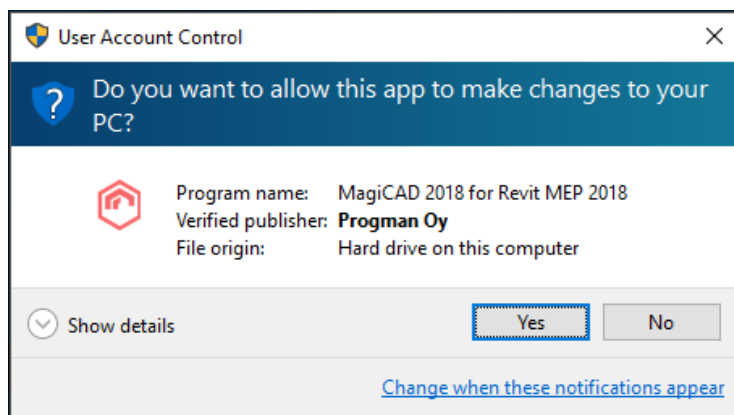 User Account Control
Do you want to allow this app to make changes to your
PC?
Program name: MagiCAD 2018 for Revit MEP 2018
Verified publisher: Progman Oy
File origin: Hard drive on this computer
Show details
Yes
No
Change when these notifications appear